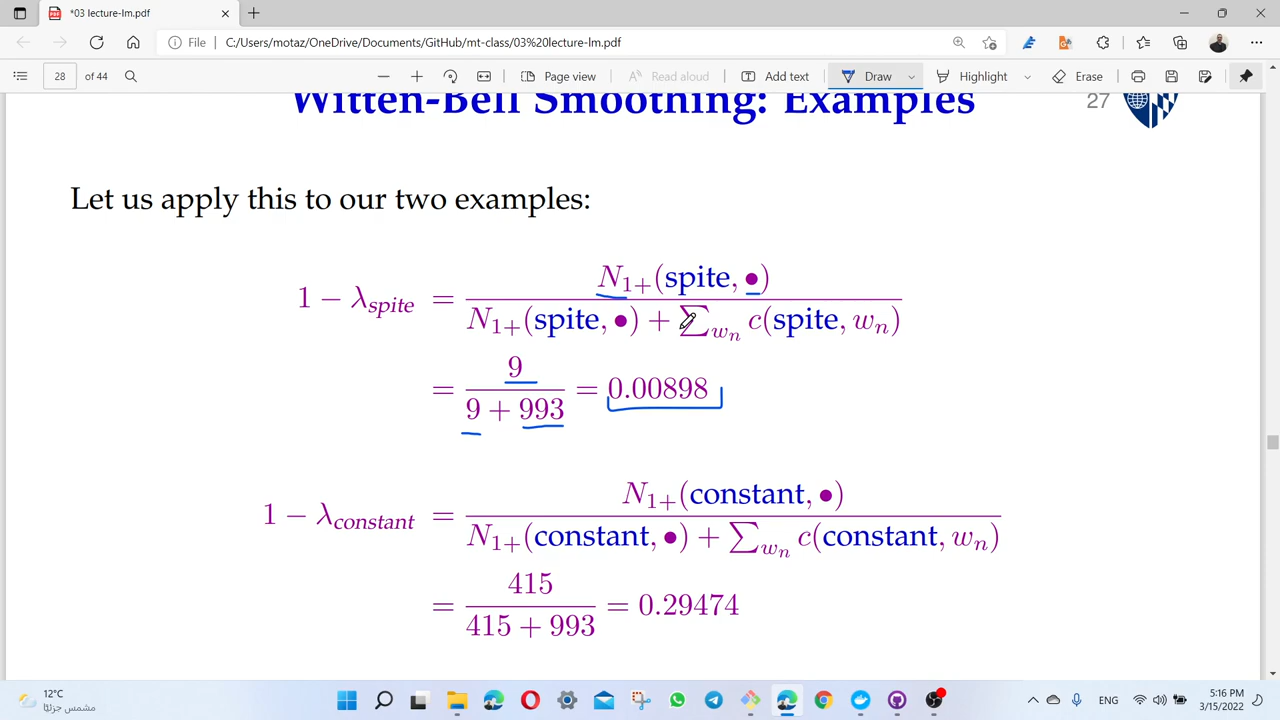 *03 lecture-lm.pdf
File C:/Users/motaz/OneDrive/Documents/GitHub/mt-class/03%20lecture-lm.pdf
28 of 44 Page view Read aloud Add text Draw Highlight Erase
Witten-Bell Smoothing: Examples 27
Let us apply this to our two examples:
1 − λ_spite = N1+(spite, •)
N1+(spite, •) + ∑wn c(spite, wn)
= 9
9 + 993 = 0.00898
1 − λ_constant = N1+(constant, •)
N1+(constant, •) + ∑wn c(constant, wn)
= 415
415 + 993 = 0.29474
12°C
مشمس جزئيًا
ENG
5:16 PM
3/15/2022